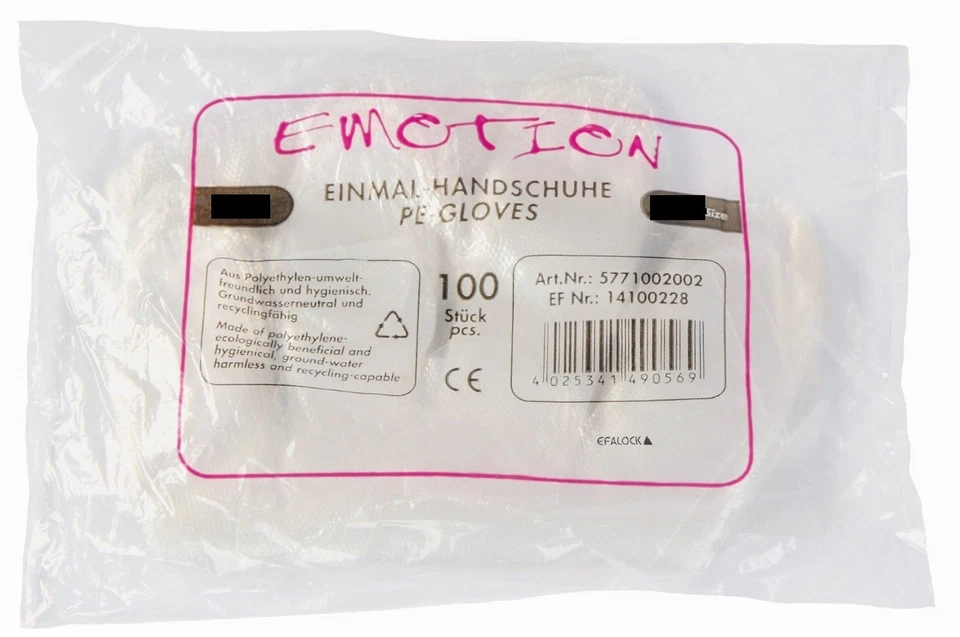 EMOTION
EINMAL-HANDSCHUHE
PE-GLOVES
Size
Aus Polyethylen-umwelt-
freundlich und hygienisch.
Grundwasserneutral und
recyclingfähig
Made of polyethylene-
ecologically beneficial and
hygienical, ground-water
harmless and recycling-capable
100
Stück
pcs.
CE
Art.Nr.: 5771002002
EF Nr.: 14100228
4 025341 490569
EFALOCK